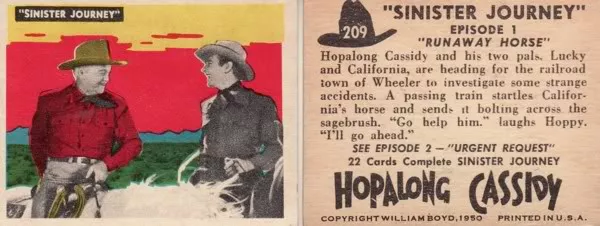 "SINISTER JOURNEY"
209
"SINISTER JOURNEY"
EPISODE 1
"RUNAWAY HORSE"
Hopalong Cassidy and his two pals. Lucky
and California, are heading for the railroad
town of Wheeler to investigate some strange
accidents. A passing train startles Califor-
nia's horse and sends it bolting across the
sagebrush. "Go help him." laughs Hoppy.
"I'll go ahead."
SEE EPISODE 2 – "URGENT REQUEST"
22 Cards Complete SINISTER JOURNEY
HOPALONG CASSIDY
COPYRIGHT WILLIAM BOYD, 1950 PRINTED IN U.S.A.